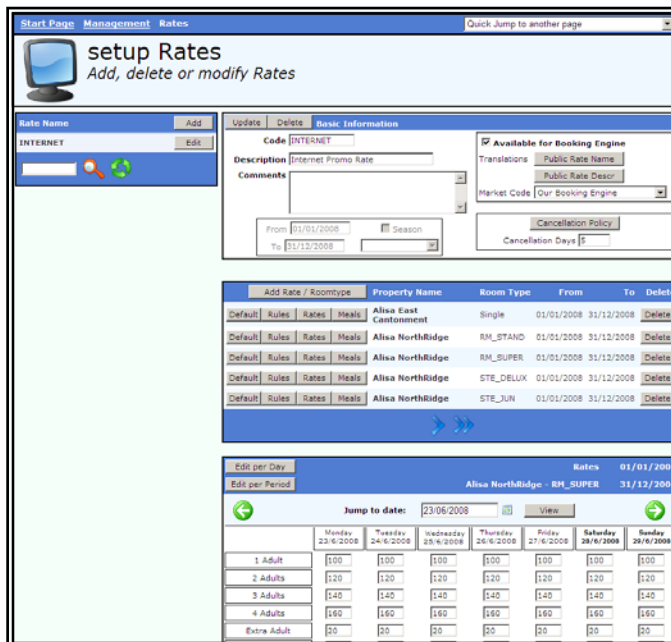 Start Page Management Rates Quick Jump to another page
setup Rates
Add, delete or modify Rates
Rate Name Add
INTERNET Edit
Update Delete Basic Information
Code INTERNET
Description Internet Promo Rate
Comments
From 01/01/2008 Season
To 31/12/2008
Available for Booking Engine
Translations Public Rate Name
Public Rate Descr
Market Code Our Booking Engine
Cancellation Policy
Cancellation Days 5
Add Rate / Roomtype Property Name Room Type From To Delete
Default Rules Rates Meals Alisa East Cantonment Single 01/01/2008 31/12/2008 Delete
Default Rules Rates Meals Alisa NorthRidge RM_STAND 01/01/2008 31/12/2008 Delete
Default Rules Rates Meals Alisa NorthRidge RM_SUPER 01/01/2008 31/12/2008 Delete
Default Rules Rates Meals Alisa NorthRidge STE_DELUX 01/01/2008 31/12/2008 Delete
Default Rules Rates Meals Alisa NorthRidge STE_JUN 01/01/2008 31/12/2008 Delete
Edit per Day Rates 01/01/200
Edit per Period Alisa NorthRidge - RM_SUPER 31/12/200
Jump to date: 23/06/2008 View
Monday Tuesday Wednesday Thursday Friday Saturday Sunday
23/6/2008 24/6/2008 25/6/2008 26/6/2008 27/6/2008 28/6/2008 29/6/2008
1 Adult 100 100 100 100 100 100 100
2 Adults 120 120 120 120 120 120 120
3 Adults 140 140 140 140 140 140 140
4 Adults 160 160 160 160 160 160 160
Extra Adult 20 20 20 20 20 20 20